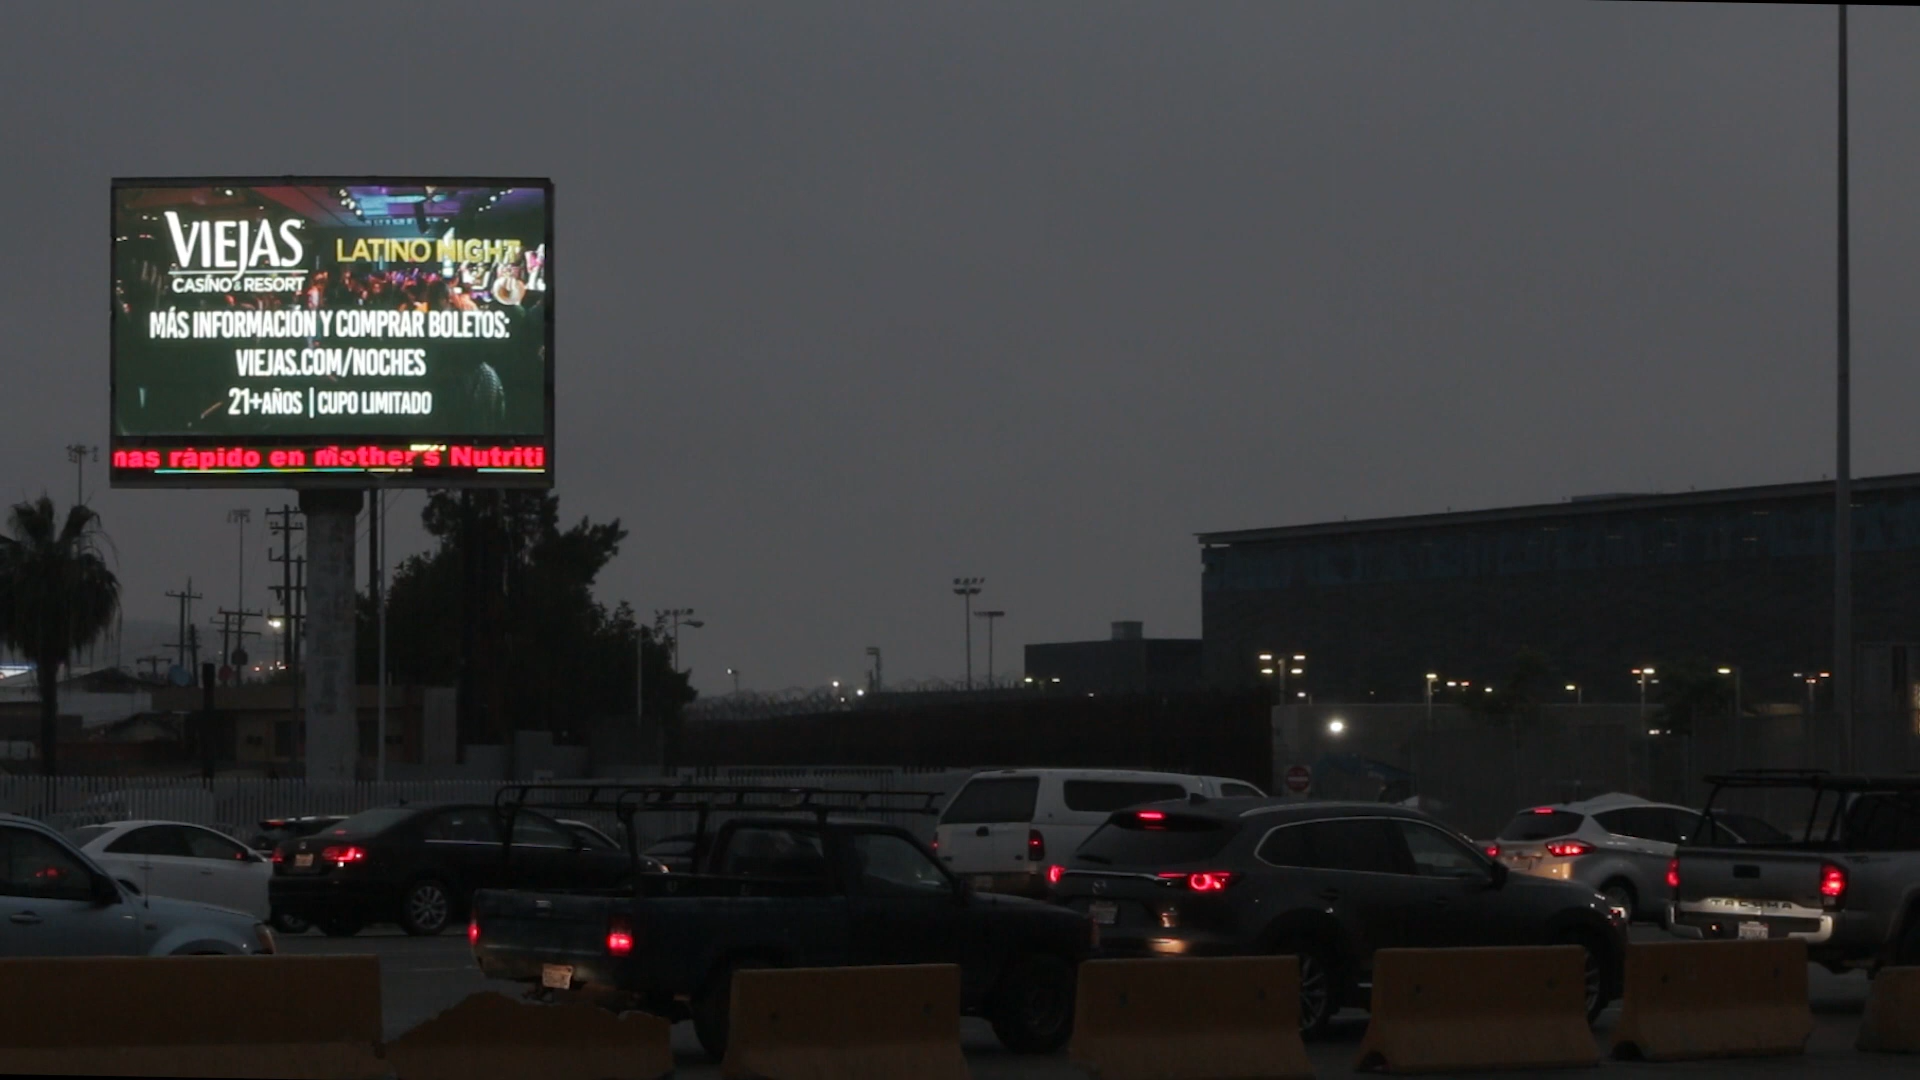 VIEJAS
CASINO & RESORT
LATINO NIGHT
MÁS INFORMACIÓN Y COMPRAR BOLETOS:
VIEJAS.COM/NOCHES
21+AÑOS | CUPO LIMITADO
mas rápido en Mother's Nutriti
TACOMA